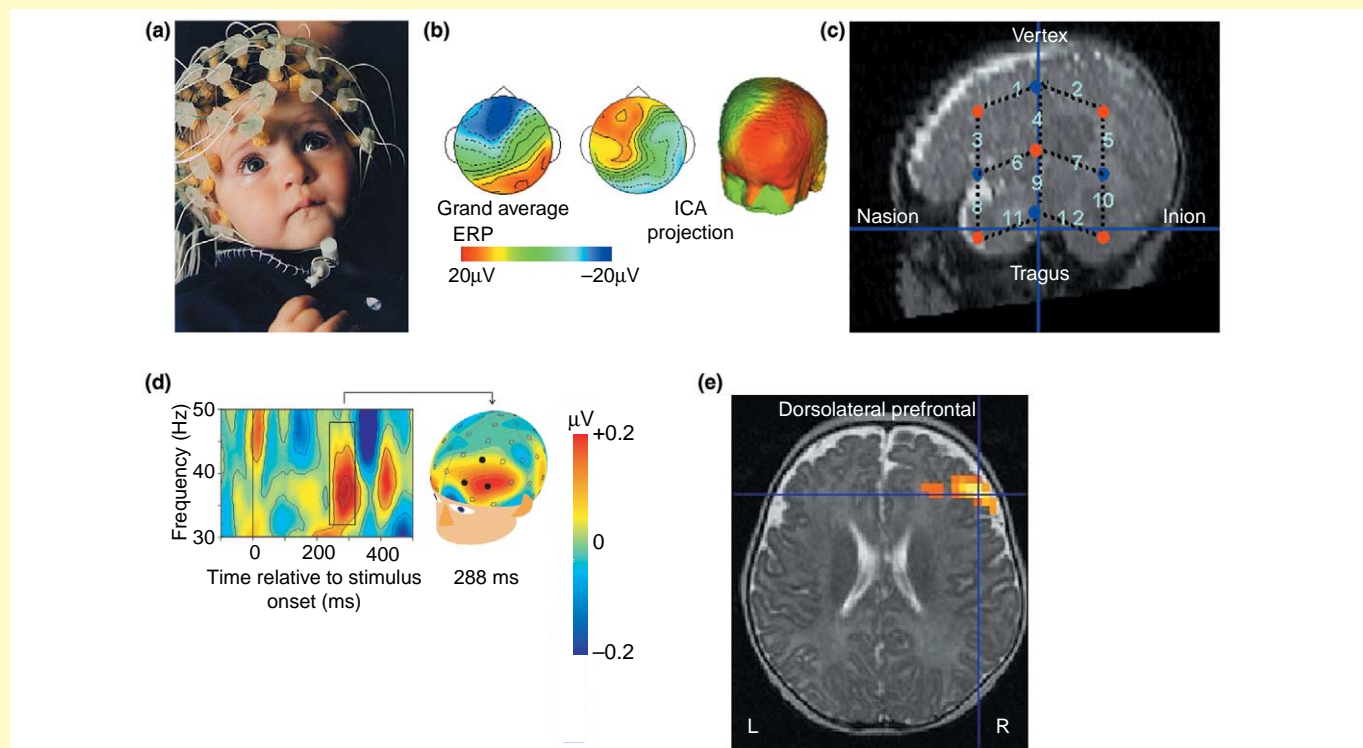 (a)
(b)
Grand average
ERP
ICA
projection
20μV
–20μV
(c)
Vertex
1
2
4
3
5
6
7
9
8
10
11
12
Nasion
Inion
Tragus
(d)
Frequency (Hz)
50
40
30
0
200
400
Time relative to stimulus
onset (ms)
288 ms
μV
+0.2
0
–0.2
(e)
Dorsolateral prefrontal
L
R